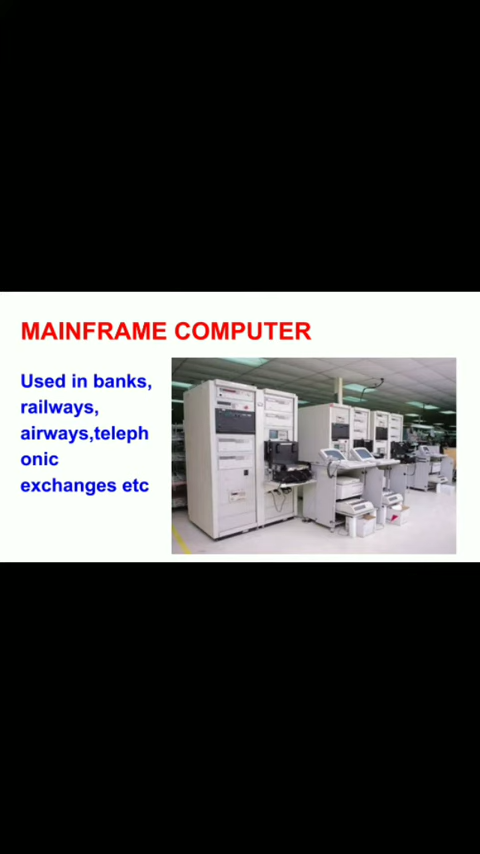 MAINFRAME COMPUTER
Used in banks,
railways,
airways,teleph
onic
exchanges etc